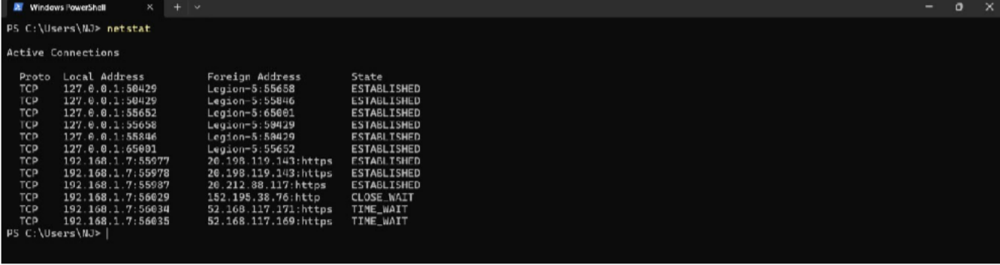 Windows PowerShell
PS C:\Users\NJ> netstat
Active Connections
Proto Local Address Foreign Address State
TCP 127.0.0.1:50429 Legion-5:55658 ESTABLISHED
TCP 127.0.0.1:50429 Legion-5:55846 ESTABLISHED
TCP 127.0.0.1:55652 Legion-5:65001 ESTABLISHED
TCP 127.0.0.1:55658 Legion-5:50429 ESTABLISHED
TCP 127.0.0.1:55846 Legion-5:50429 ESTABLISHED
TCP 127.0.0.1:65001 Legion-5:55652 ESTABLISHED
TCP 192.168.1.7:55977 20.198.119.143:https ESTABLISHED
TCP 192.168.1.7:55978 20.198.119.143:https ESTABLISHED
TCP 192.168.1.7:55987 20.212.88.117:https ESTABLISHED
TCP 192.168.1.7:56029 152.195.38.76:http CLOSE_WAIT
TCP 192.168.1.7:56034 52.168.117.171:https TIME_WAIT
TCP 192.168.1.7:56035 52.168.117.169:https TIME_WAIT
PS C:\Users\NJ>